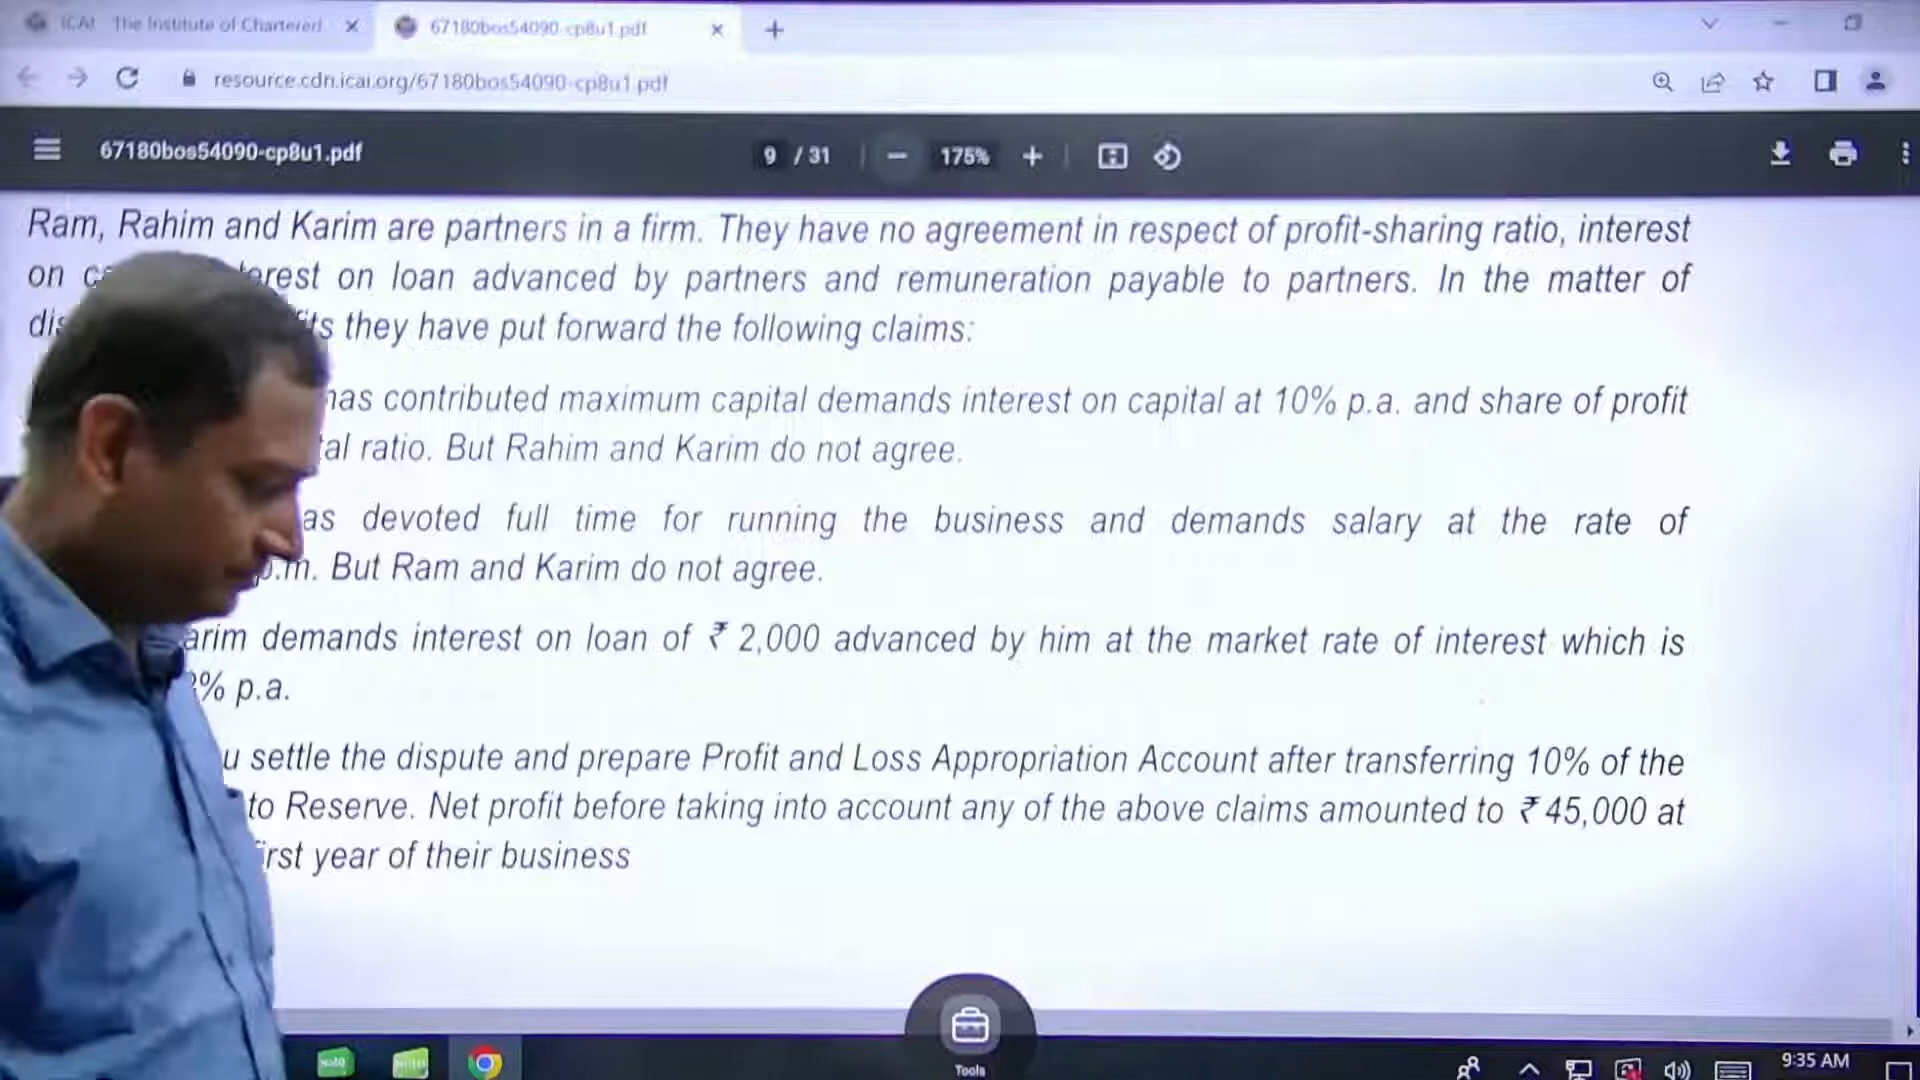 ICAI The Institute of Chartered
67180bos54090-cp8u1.pdf
resource.cdn.icai.org/67180bos54090-cp8u1.pdf
67180bos54090-cp8u1.pdf
9 / 31
175%
Ram, Rahim and Karim are partners in a firm. They have no agreement in respect of profit-sharing ratio, interest
on rest on loan advanced by partners and remuneration payable to partners. In the matter of
they have put forward the following claims:
has contributed maximum capital demands interest on capital at 10% p.a. and share of profit
ratio. But Rahim and Karim do not agree.
as devoted full time for running the business and demands salary at the rate of
p.m. But Ram and Karim do not agree.
arim demands interest on loan of ₹ 2,000 advanced by him at the market rate of interest which is
% p.a.
u settle the dispute and prepare Profit and Loss Appropriation Account after transferring 10% of the
to Reserve. Net profit before taking into account any of the above claims amounted to ₹ 45,000 at
irst year of their business
Tools
9:35 AM